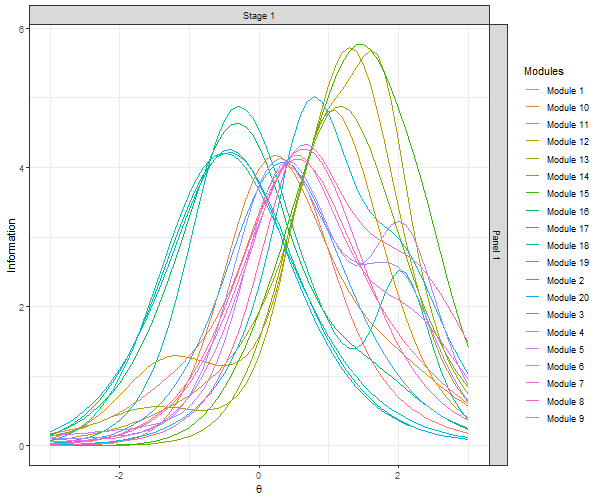 Stage 1
6
4
2
0
Information
-2
0
2
θ
Panel 1
Modules
Module 1
Module 10
Module 11
Module 12
Module 13
Module 14
Module 15
Module 16
Module 17
Module 18
Module 19
Module 2
Module 20
Module 3
Module 4
Module 5
Module 6
Module 7
Module 8
Module 9